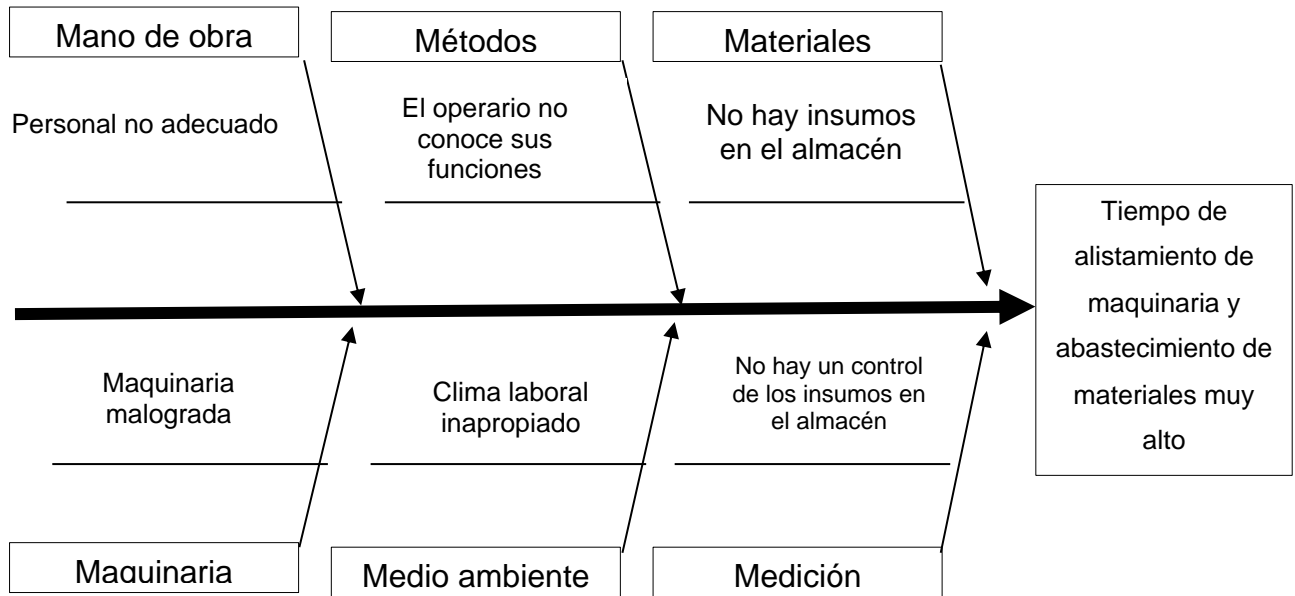 Mano de obra
Métodos
Materiales
Personal no adecuado
El operario no
conoce sus
funciones
No hay insumos
en el almacén
Tiempo de
alistamiento de
maquinaria y
abastecimiento de
materiales muy
alto
Maquinaria
malograda
Clima laboral
inapropiado
No hay un control
de los insumos en
el almacén
Maquinaria
Medio ambiente
Medición